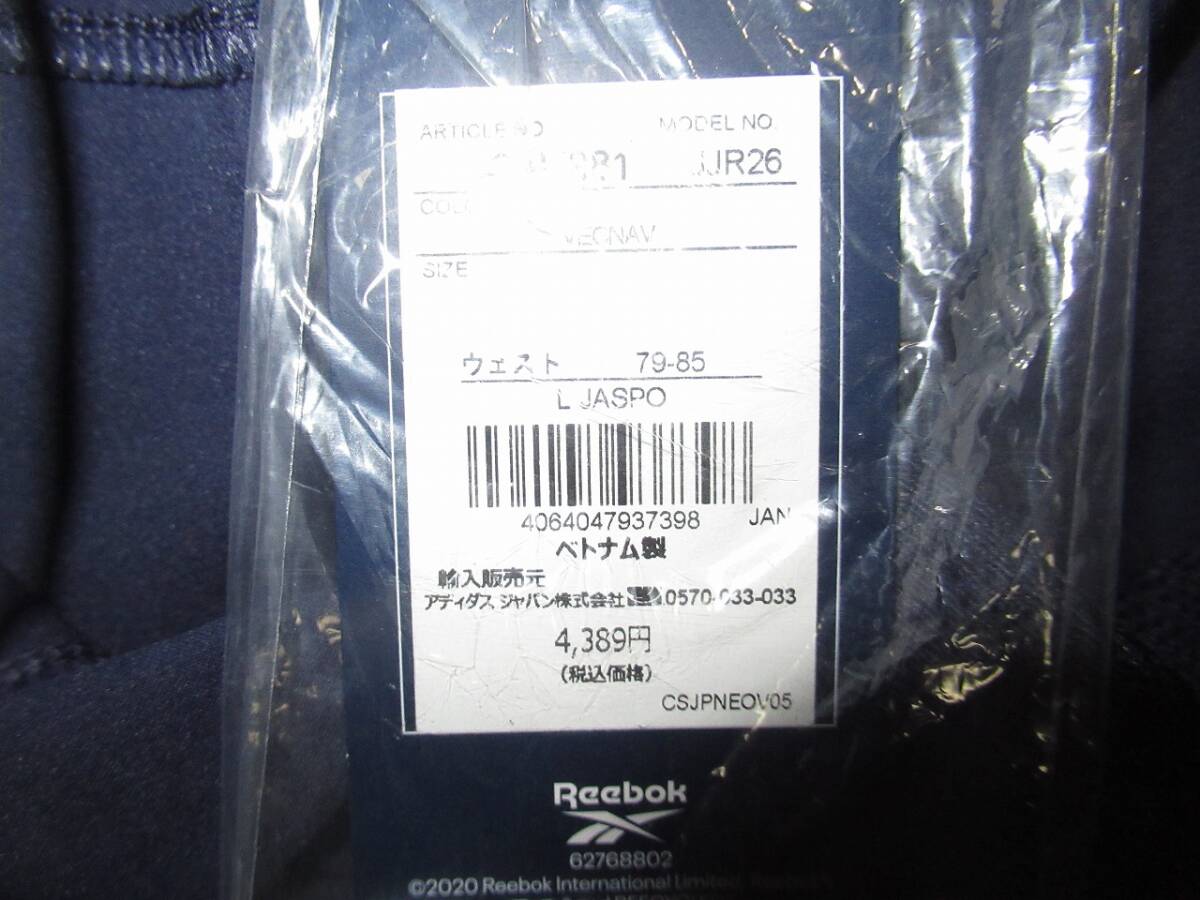 ARTICLE NO MODEL NO.
JJR26
SIZE
ウェスト 79-85
L JASPO
4064047937398 JAN
ベトナム製
輸入販売元
アディダス ジャパン株式会社 0570-033-033
4,389円
(税込価格)
CSJPNEOV05
Reebok
62768802
©2020 Reebok International Limited.